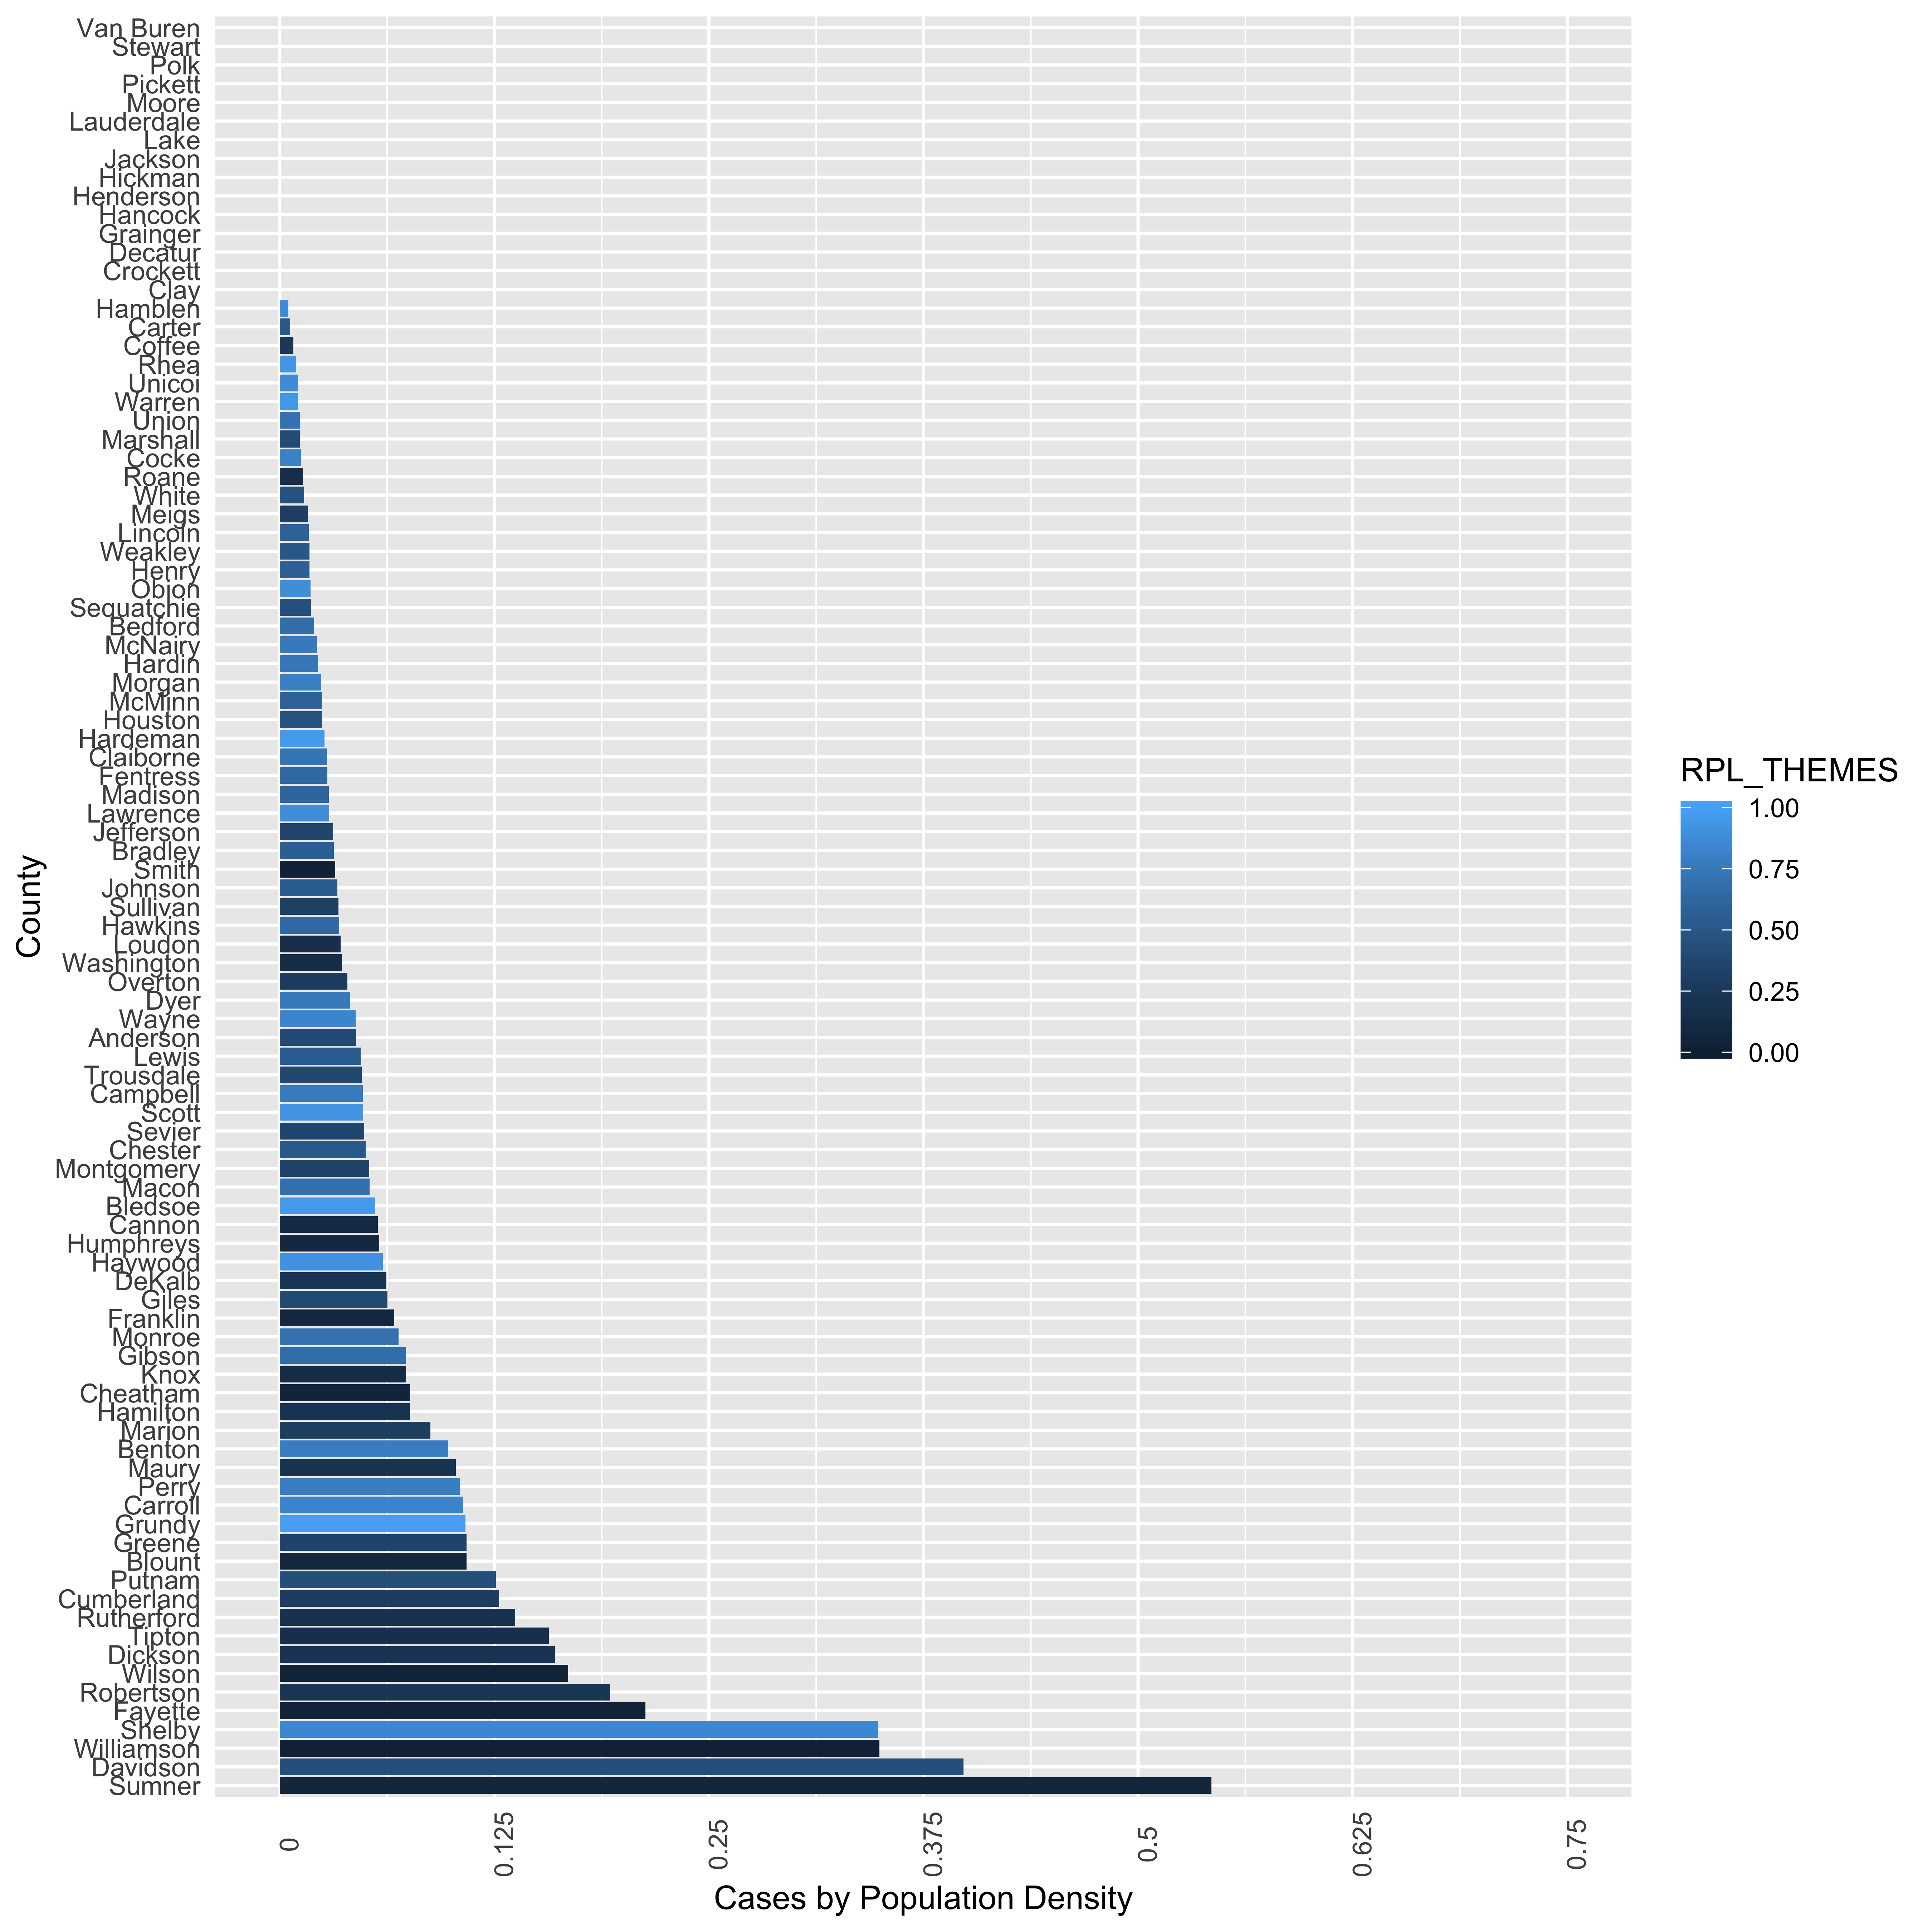 Van Buren
Stewart
Polk
Pickett
Moore
Lauderdale
Lake
Jackson
Hickman
Henderson
Hancock
Grainger
Decatur
Crockett
Clay
Hamblen
Carter
Coffee
Rhea
Unicoi
Warren
Union
Marshall
Cocke
Roane
White
Meigs
Lincoln
Weakley
Henry
Obion
Sequatchie
Bedford
McNairy
Hardin
Morgan
McMinn
Houston
Hardeman
Claiborne
Fentress
Madison
Lawrence
Jefferson
Bradley
Smith
Johnson
Sullivan
Hawkins
Loudon
Washington
Overton
Dyer
Wayne
Anderson
Lewis
Trousdale
Campbell
Scott
Sevier
Chester
Montgomery
Macon
Bledsoe
Cannon
Humphreys
Haywood
DeKalb
Giles
Franklin
Monroe
Gibson
Knox
Cheatham
Hamilton
Marion
Benton
Maury
Perry
Carroll
Grundy
Greene
Blount
Putnam
Cumberland
Rutherford
Tipton
Dickson
Wilson
Robertson
Fayette
Shelby
Williamson
Davidson
Sumner
County
0 0.125 0.25 0.375 0.5 0.625 0.75
Cases by Population Density
RPL_THEMES
1.00
0.75
0.50
0.25
0.00